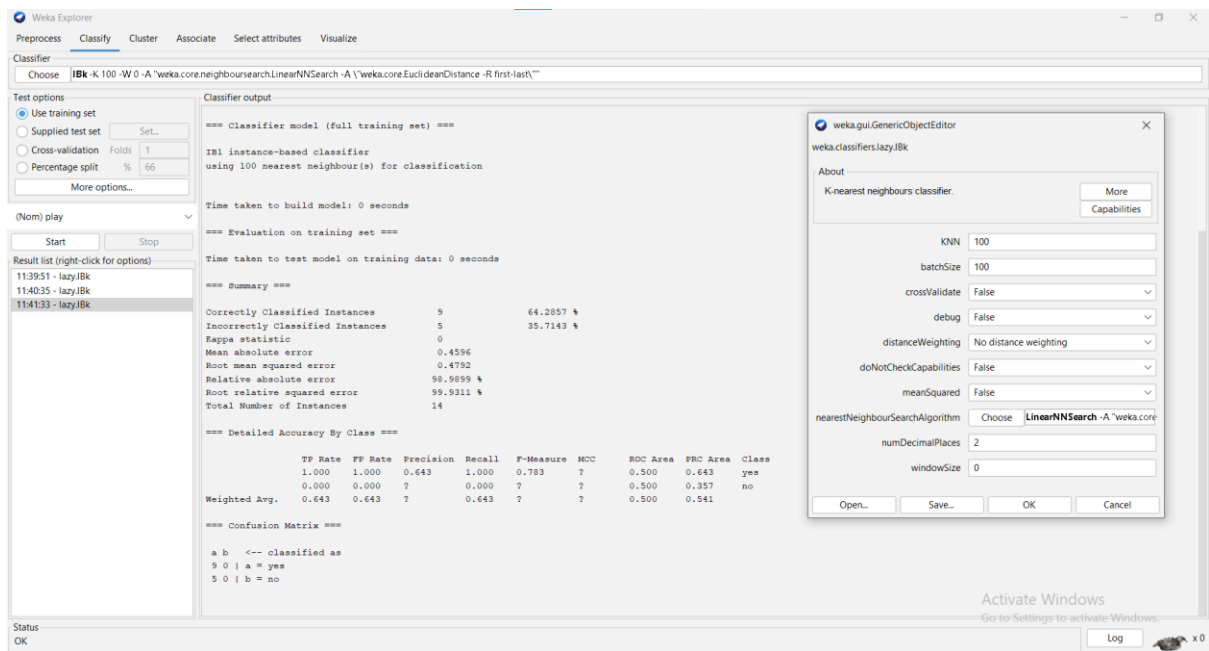 Weka Explorer
Preprocess Classify Cluster Associate Select attributes Visualize
Classifier
Choose IBk -K 100 -W 0 -A "weka.core.neighboursearch.LinearNNSearch -A \"weka.core.EuclideanDistance -R first-last\""
Test options
Use training set
Supplied test set Set...
Cross-validation Folds 1
Percentage split % 66
More options...
(Nom) play
Start Stop
Result list (right-click for options)
11:39:51 - lazy.IBk
11:40:35 - lazy.IBk
11:41:33 - lazy.IBk
Classifier output
=== Classifier model (full training set) ===
IB1 instance-based classifier
using 100 nearest neighbour(s) for classification
Time taken to build model: 0 seconds
=== Evaluation on training set ===
Time taken to test model on training data: 0 seconds
=== Summary ===
Correctly Classified Instances 9 64.2857 %
Incorrectly Classified Instances 5 35.7143 %
Kappa statistic 0
Mean absolute error 0.4596
Root mean squared error 0.4792
Relative absolute error 98.9899 %
Root relative squared error 99.9311 %
Total Number of Instances 14
=== Detailed Accuracy By Class ===
TP Rate FP Rate Precision Recall F-Measure MCC ROC Area PRC Area Class
1.000 1.000 0.643 1.000 0.783 ? 0.500 0.643 yes
0.000 0.000 ? 0.000 ? ? 0.500 0.357 no
Weighted Avg. 0.643 0.643 ? 0.643 ? ? 0.500 0.541
=== Confusion Matrix ===
a b <-- classified as
9 0 | a = yes
5 0 | b = no
weka.gui.GenericObjectEditor
weka.classifiers.lazy.IBk
About
K-nearest neighbours classifier.
More
Capabilities
KNN 100
batchSize 100
crossValidate False
debug False
distanceWeighting No distance weighting
doNotCheckCapabilities False
meanSquared False
nearestNeighbourSearchAlgorithm Choose LinearNNSearch -A "weka.core
numDecimalPlaces 2
windowSize 0
Open... Save... OK Cancel
Activate Windows
Go to Settings to activate Windows.
Status
OK
Log x 0